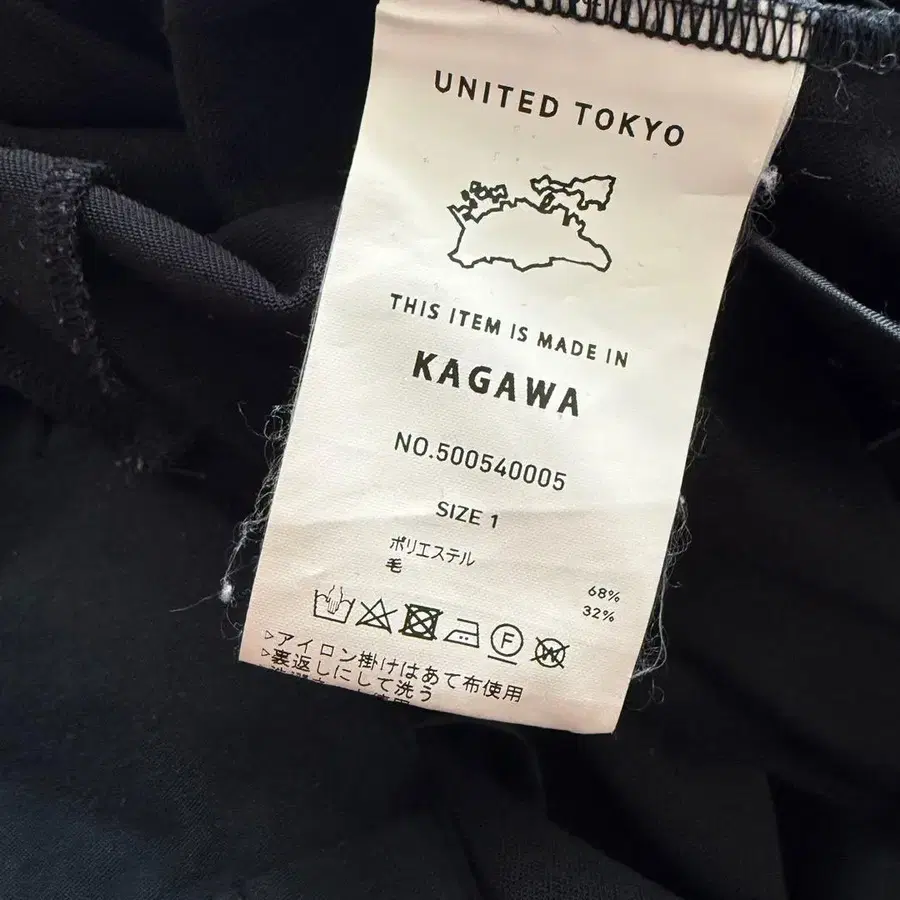 UNITED TOKYO
THIS ITEM IS MADE IN
KAGAWA
NO.500540005
SIZE 1
ポリエステル 68%
毛 32%
F
W
▷アイロン掛けはあて布使用
▷裏返しにして洗う